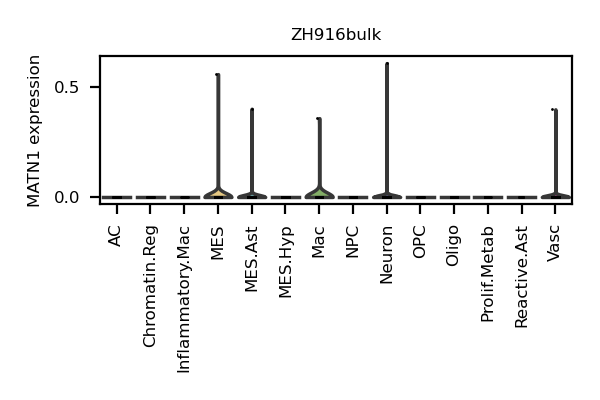 ZH916bulk
MATN1 expression
0.5
0.0
AC
Chromatin.Reg
Inflammatory.Mac
MES
MES.Ast
MES.Hyp
Mac
NPC
Neuron
OPC
Oligo
Prolif.Metab
Reactive.Ast
Vasc